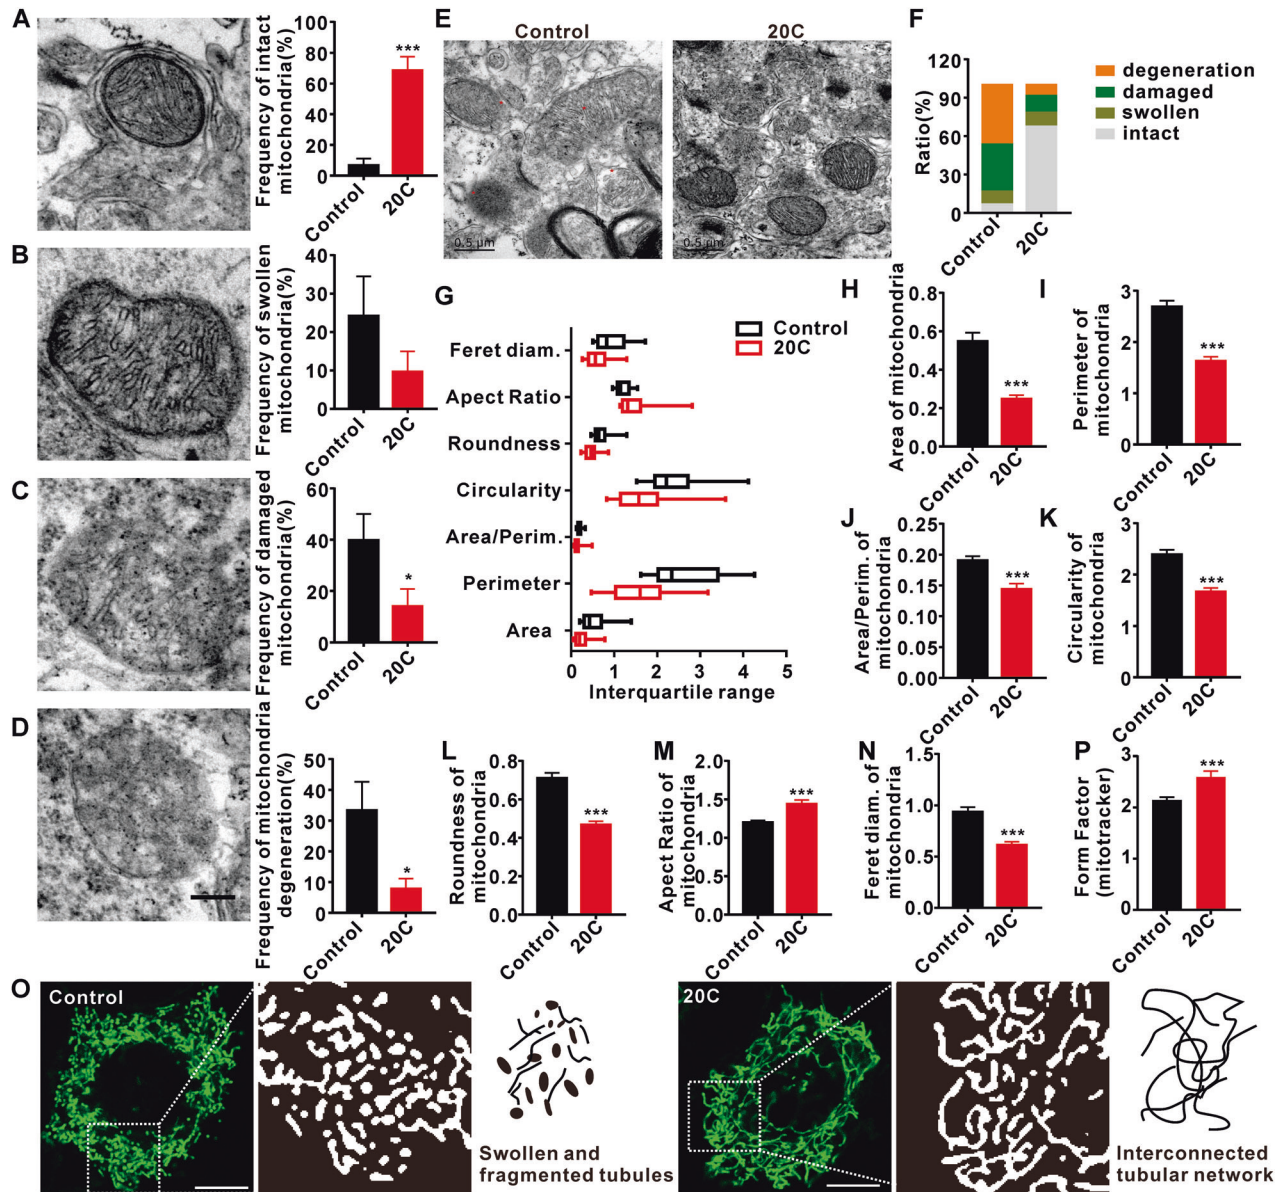 A
Frequency of intact
mitochondria(%)
100
80
60
40
20
0
***
Control
20C
B
Frequency of swollen
mitochondria(%)
40
30
20
10
0
Control
20C
C
Frequency of damaged
mitochondria(%)
60
40
20
0
*
Control
20C
D
Frequency of mitochondria
degeneration(%)
50
40
30
20
10
0
*
Control
20C
E
Control
20C
0.5 μm
0.5 μm
F
Ratio(%)
120
90
60
30
0
Control
20C
degeneration
damaged
swollen
intact
G
Control
20C
Feret diam.
Apect Ratio
Roundness
Circularity
Area/Perim.
Perimeter
Area
0 1 2 3 4 5
Interquartile range
H
Area of mitochondria
0.8
0.6
0.4
0.2
0.0
***
Control
20C
I
Perimeter of
mitochondria
3
2
1
0
***
Control
20C
J
Area/Perim. of
mitochondria
0.25
0.20
0.15
0.10
0.05
0.00
***
Control
20C
K
Circularity of
mitochondria
3
2
1
0
***
Control
20C
L
Roundness of
mitochondria
0.8
0.6
0.4
0.2
0.0
***
Control
20C
M
Apect Ratio of
mitochondria
2.0
1.5
1.0
0.5
0.0
***
Control
20C
N
Feret diam. of
mitochondria
1.5
1.0
0.5
0.0
***
Control
20C
P
Form Factor
(mitotracker)
3
2
1
0
***
Control
20C
O
Control
Swollen and
fragmented tubules
20C
Interconnected
tubular network